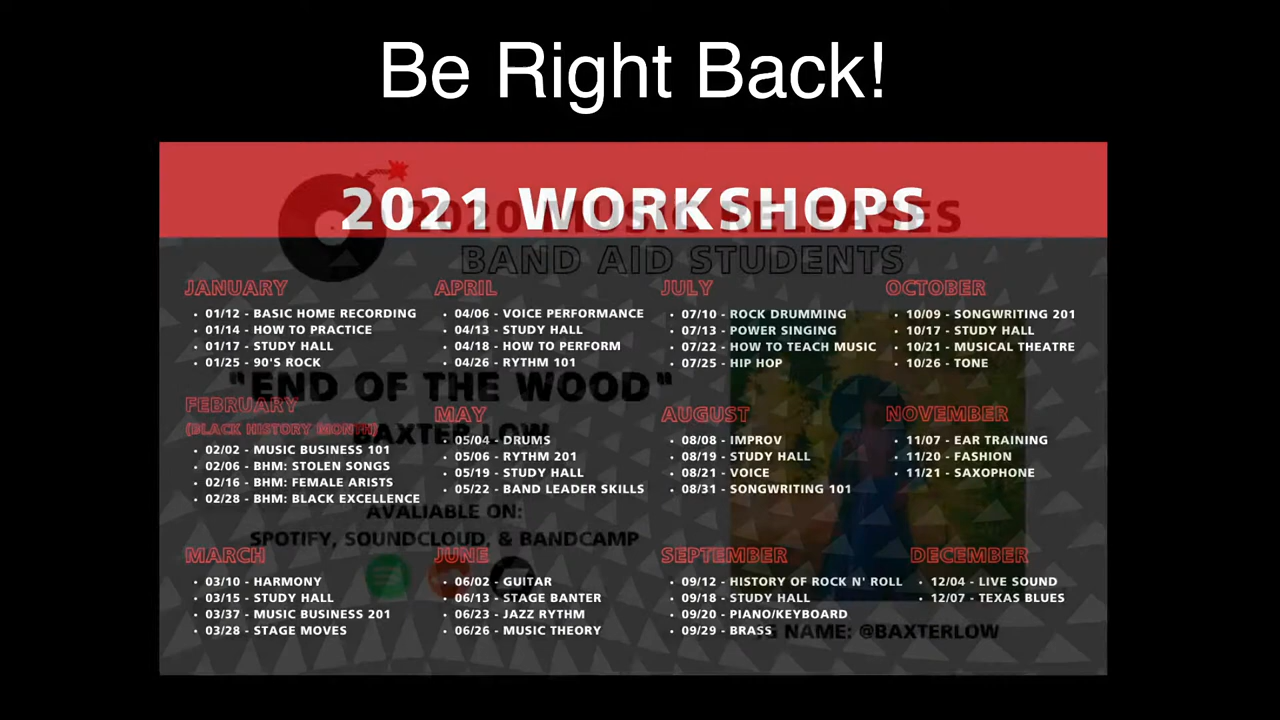 Be Right Back!
2021 WORKSHOPS
2020 MUSIC RELEASES
BAND AID STUDENTS
JANUARY
• 01/12 - BASIC HOME RECORDING
• 01/14 - HOW TO PRACTICE
• 01/17 - STUDY HALL
• 01/25 - 90'S ROCK
FEBRUARY
(BLACK HISTORY MONTH)
• 02/02 - MUSIC BUSINESS 101
• 02/06 - BHM: STOLEN SONGS
• 02/16 - BHM: FEMALE ARISTS
• 02/28 - BHM: BLACK EXCELLENCE
MARCH
• 03/10 - HARMONY
• 03/15 - STUDY HALL
• 03/37 - MUSIC BUSINESS 201
• 03/28 - STAGE MOVES
APRIL
• 04/06 - VOICE PERFORMANCE
• 04/13 - STUDY HALL
• 04/18 - HOW TO PERFORM
• 04/26 - RYTHM 101
MAY
• 05/04 - DRUMS
• 05/06 - RYTHM 201
• 05/19 - STUDY HALL
• 05/22 - BAND LEADER SKILLS
JUNE
• 06/02 - GUITAR
• 06/13 - STAGE BANTER
• 06/23 - JAZZ RYTHM
• 06/26 - MUSIC THEORY
JULY
• 07/10 - ROCK DRUMMING
• 07/13 - POWER SINGING
• 07/22 - HOW TO TEACH MUSIC
• 07/25 - HIP HOP
AUGUST
• 08/08 - IMPROV
• 08/19 - STUDY HALL
• 08/21 - VOICE
• 08/31 - SONGWRITING 101
SEPTEMBER
• 09/12 - HISTORY OF ROCK N' ROLL
• 09/18 - STUDY HALL
• 09/20 - PIANO/KEYBOARD
• 09/29 - BRASS
OCTOBER
• 10/09 - SONGWRITING 201
• 10/17 - STUDY HALL
• 10/21 - MUSICAL THEATRE
• 10/26 - TONE
NOVEMBER
• 11/07 - EAR TRAINING
• 11/20 - FASHION
• 11/21 - SAXOPHONE
DECEMBER
• 12/04 - LIVE SOUND
• 12/07 - TEXAS BLUES
"END OF THE WOOD"
BAXTER LOW
AVALIABLE ON:
SPOTIFY, SOUNDCLOUD, & BANDCAMP
IG NAME: @BAXTERLOW